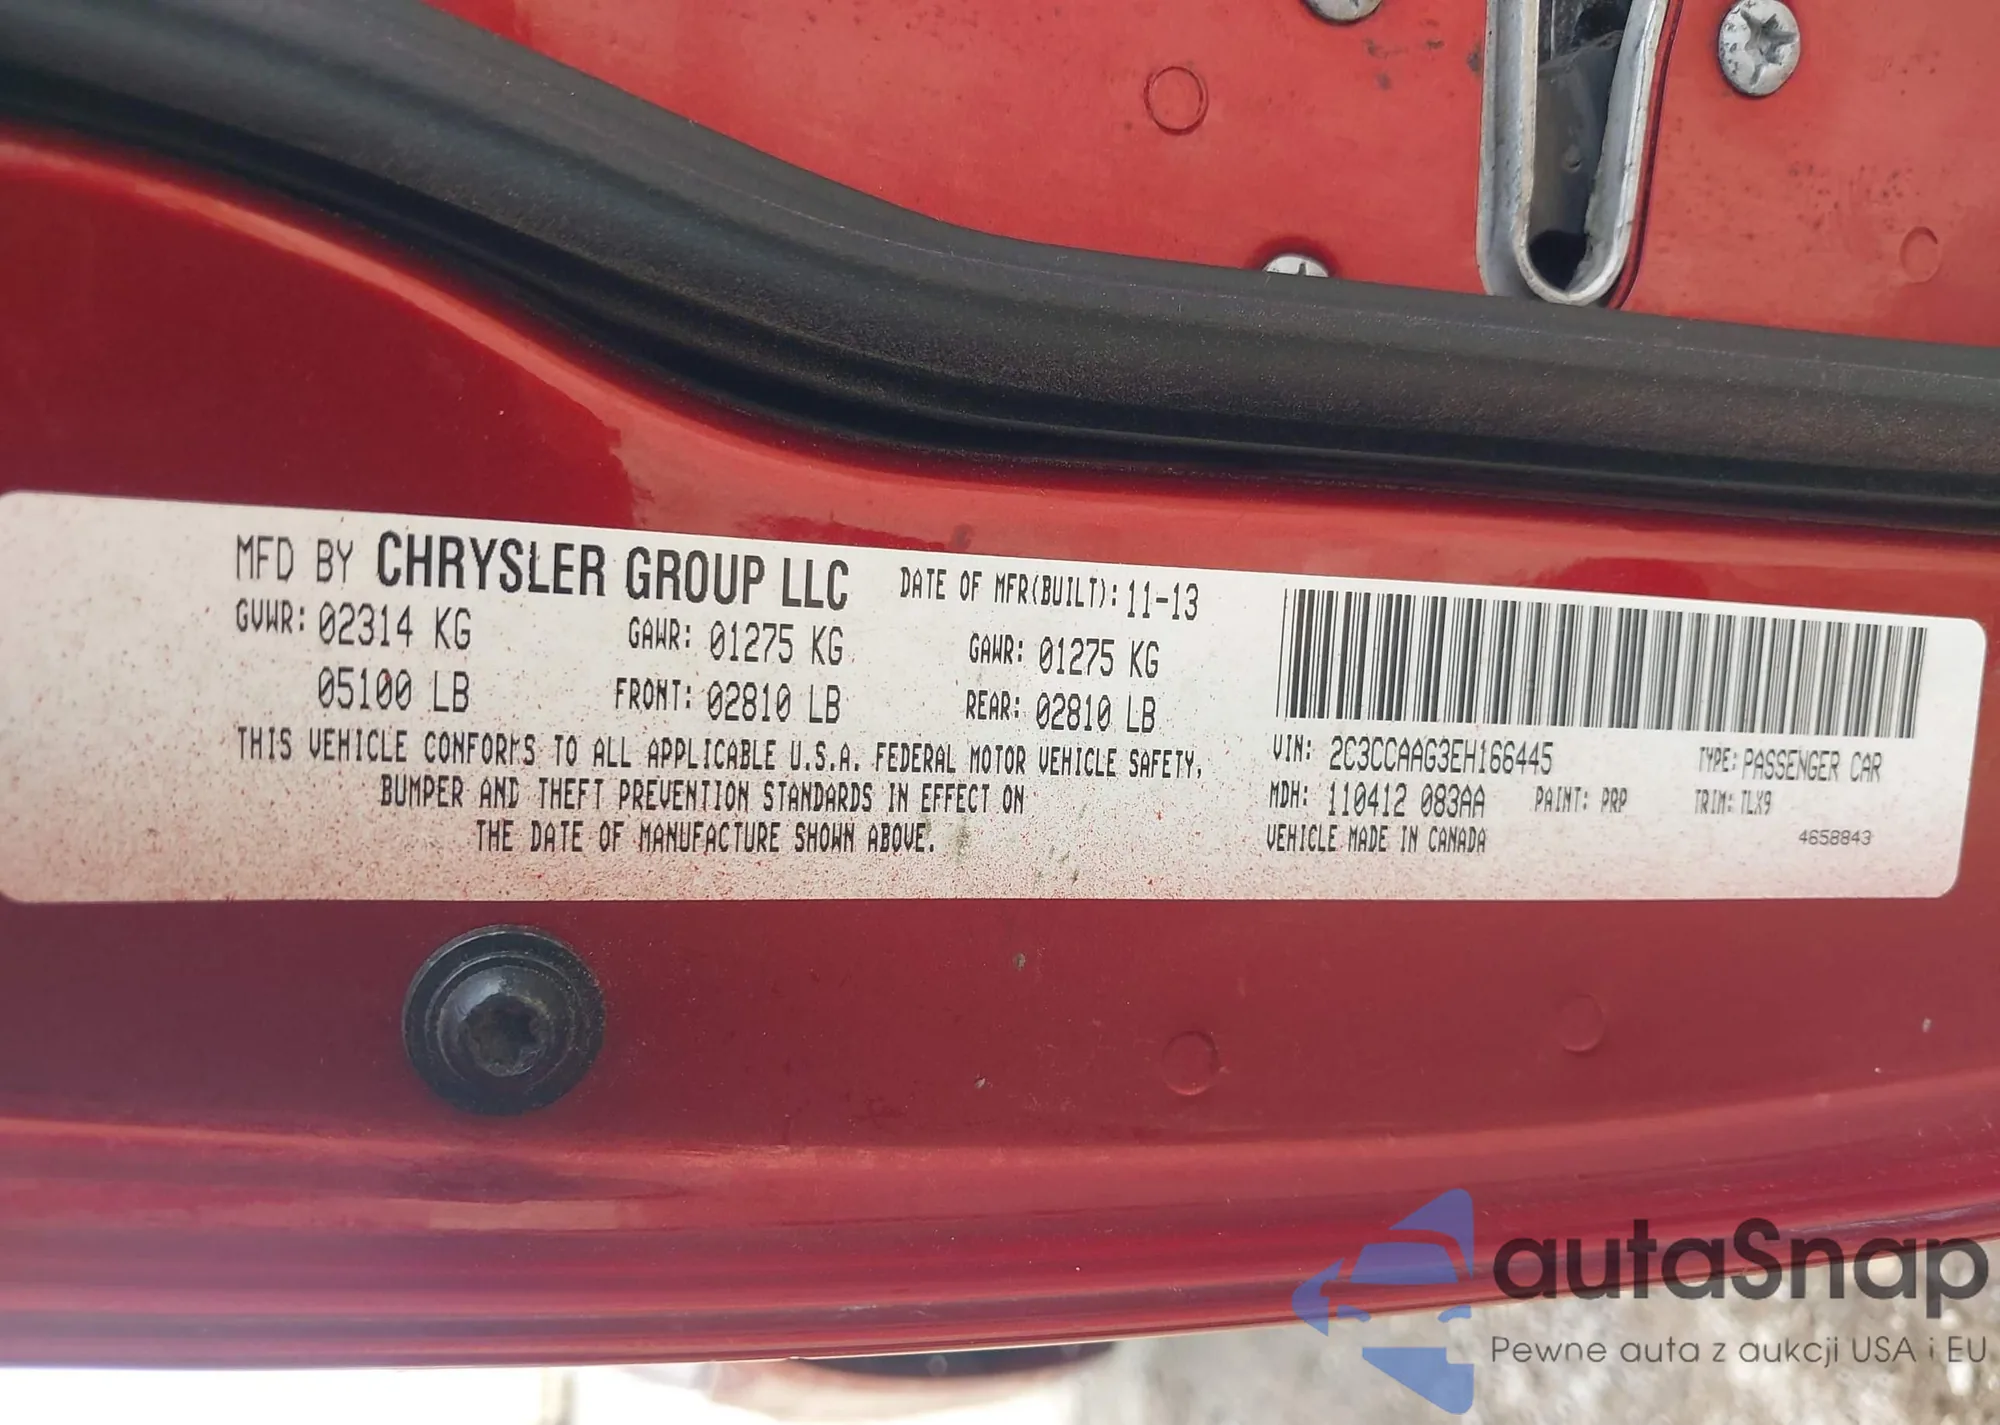 MFD BY CHRYSLER GROUP LLC DATE OF MFR(BUILT): 11-13
GVWR: 02314 KG GAWR: 01275 KG GAWR: 01275 KG
05100 LB FRONT: 02810 LB REAR: 02810 LB
THIS VEHICLE CONFORMS TO ALL APPLICABLE U.S.A. FEDERAL MOTOR VEHICLE SAFETY,
BUMPER AND THEFT PREVENTION STANDARDS IN EFFECT ON
THE DATE OF MANUFACTURE SHOWN ABOVE.
VIN: 2C3CCAAG3EH166445 TYPE: PASSENGER CAR
MDH: 110412 083AA PAINT: PRP TRIM: TLX9
VEHICLE MADE IN CANADA 4658843
autaSnap
Pewne auta z aukcji USA i EU